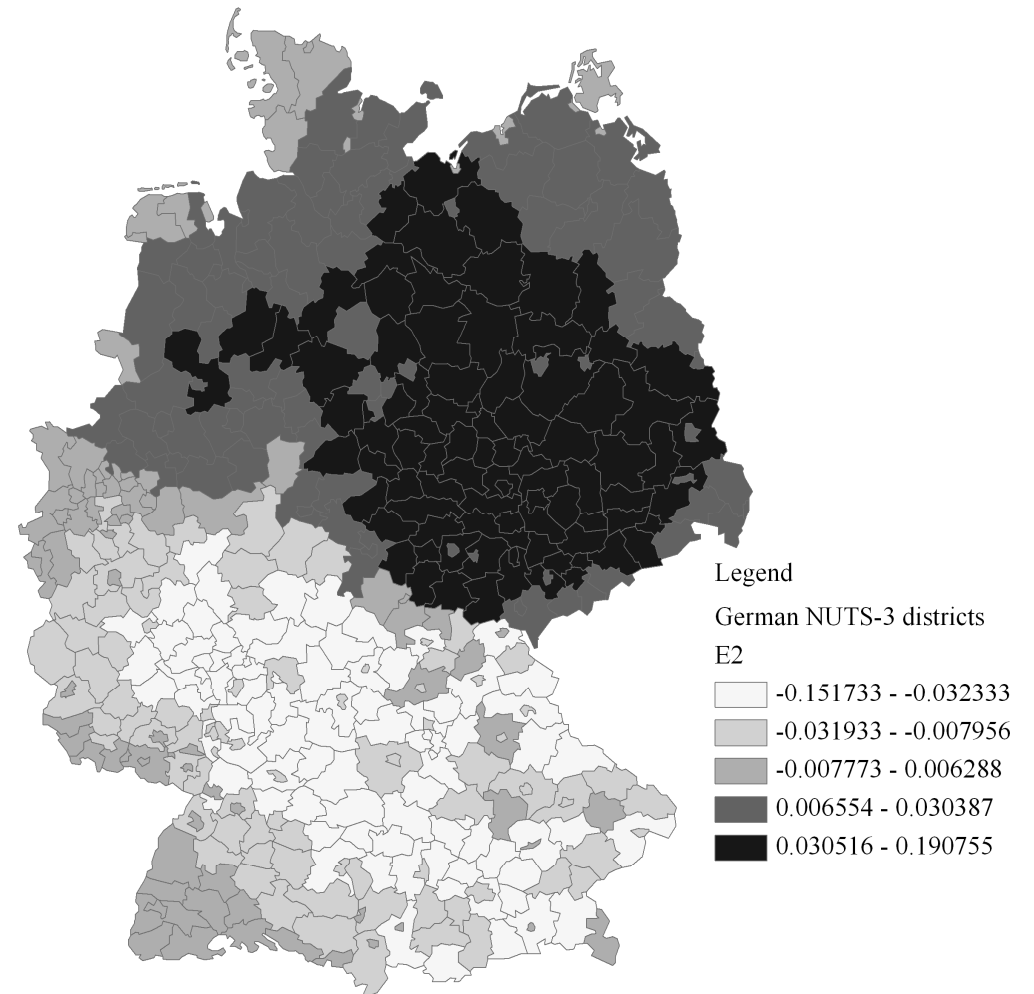 Legend
German NUTS-3 districts
E2
-0.151733 - -0.032333
-0.031933 - -0.007956
-0.007773 - 0.006288
0.006554 - 0.030387
0.030516 - 0.190755